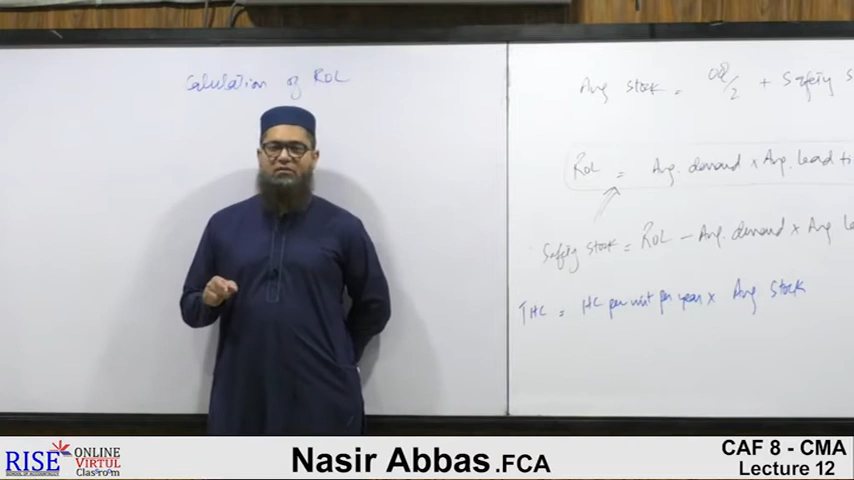 Calculation of ROL
Avg stock = OQ/2 + Safety S
ROL = Avg. demand x Avg. lead ti
Safety stock = ROL - Avg. demand x Avg le
THC = HC per unit per year x Avg stock
RISE ONLINE
VIRTUL
Classroom
Nasir Abbas.FCA
CAF 8 - CMA
Lecture 12